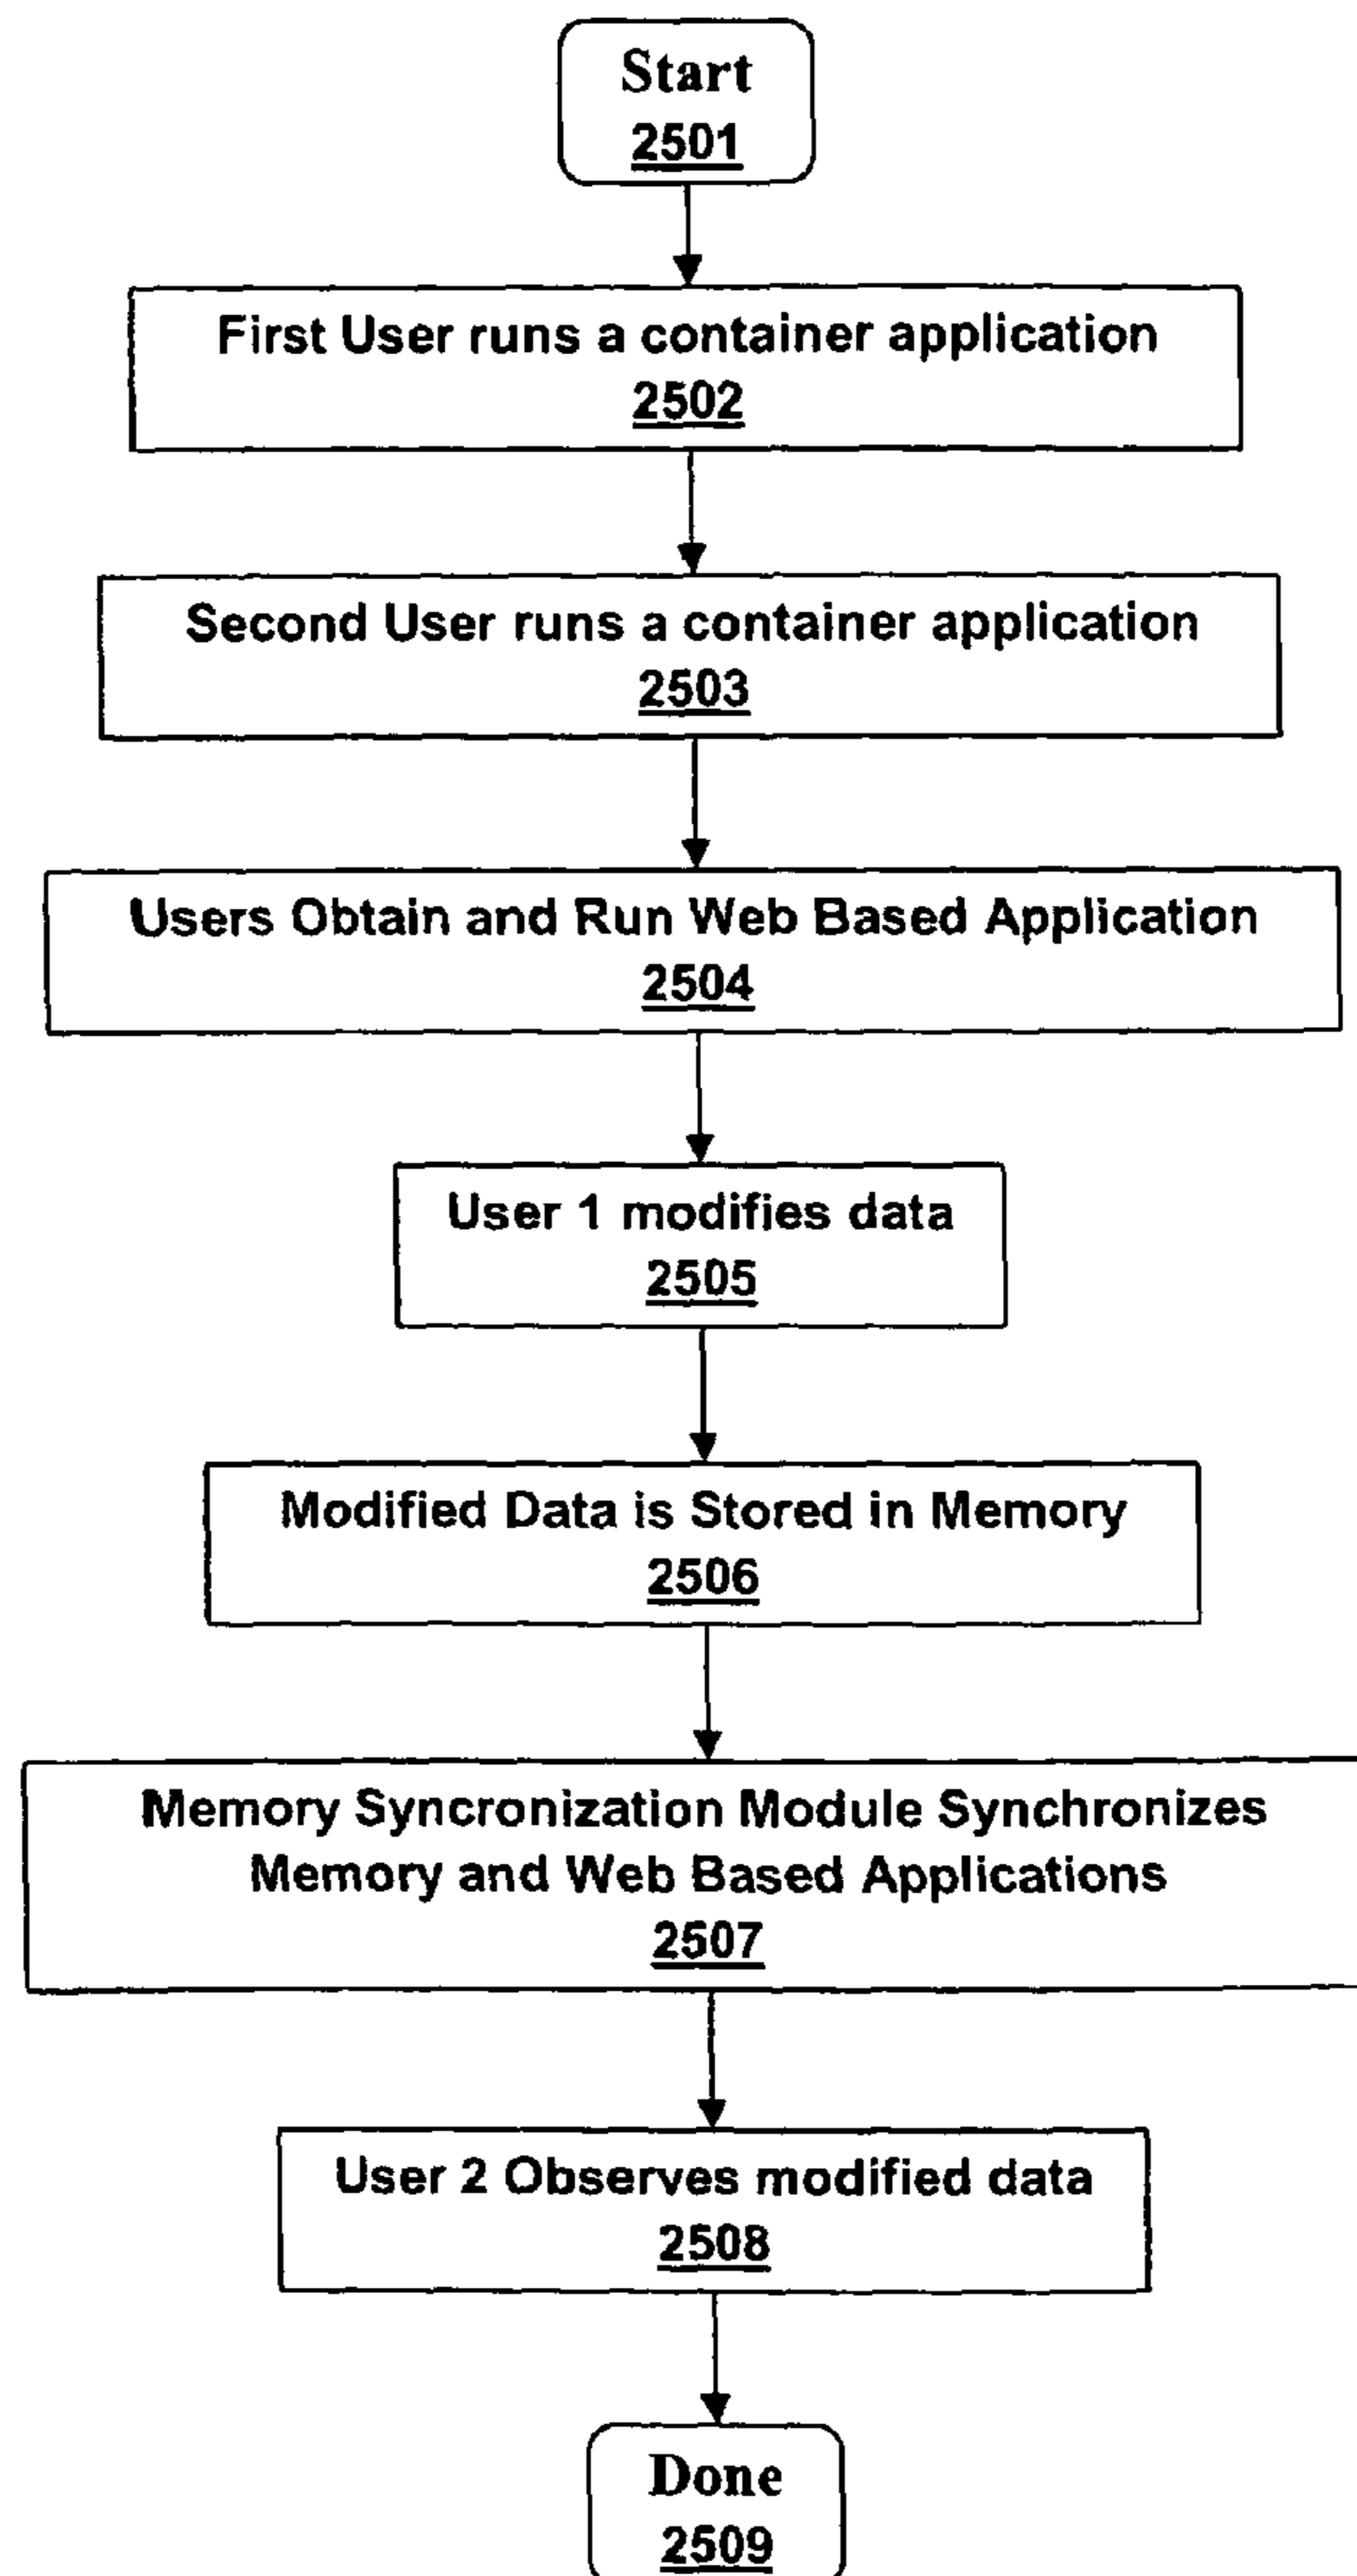 Start
2501
First User runs a container application
2502
Second User runs a container application
2503
Users Obtain and Run Web Based Application
2504
User 1 modifies data
2505
Modified Data is Stored in Memory
2506
Memory Syncronization Module Synchronizes
Memory and Web Based Applications
2507
User 2 Observes modified data
2508
Done
2509